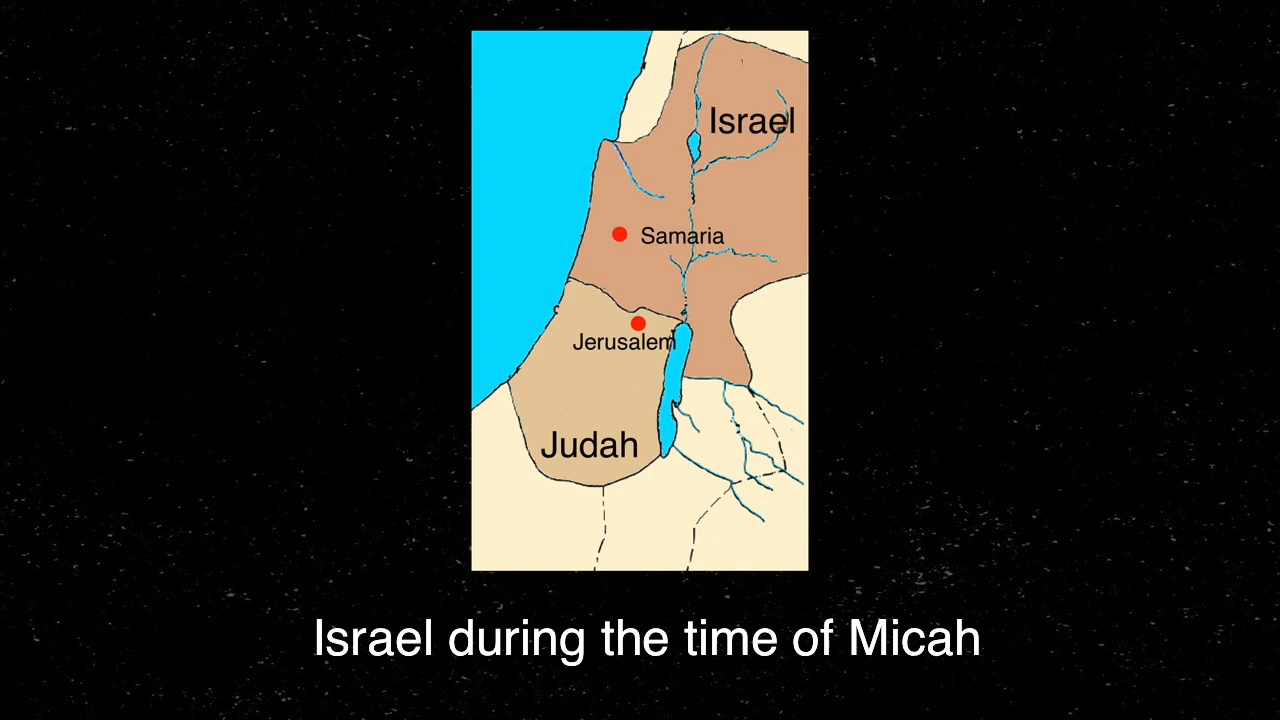 Israel
Samaria
Jerusalem
Judah
Israel during the time of Micah